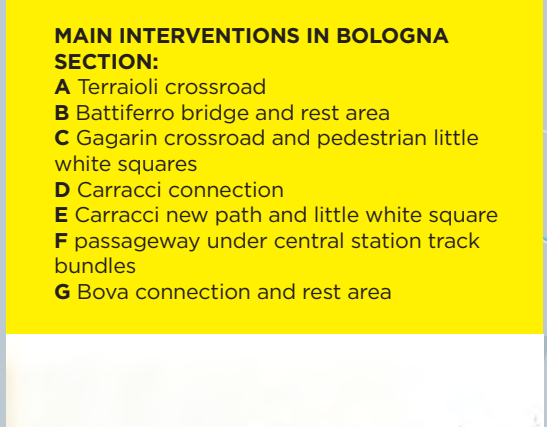 MAIN INTERVENTIONS IN BOLOGNA
SECTION:
A Terraioli crossroad
B Battiferro bridge and rest area
C Gagarin crossroad and pedestrian little
white squares
D Carracci connection
E Carracci new path and little white square
F passageway under central station track
bundles
G Bova connection and rest area